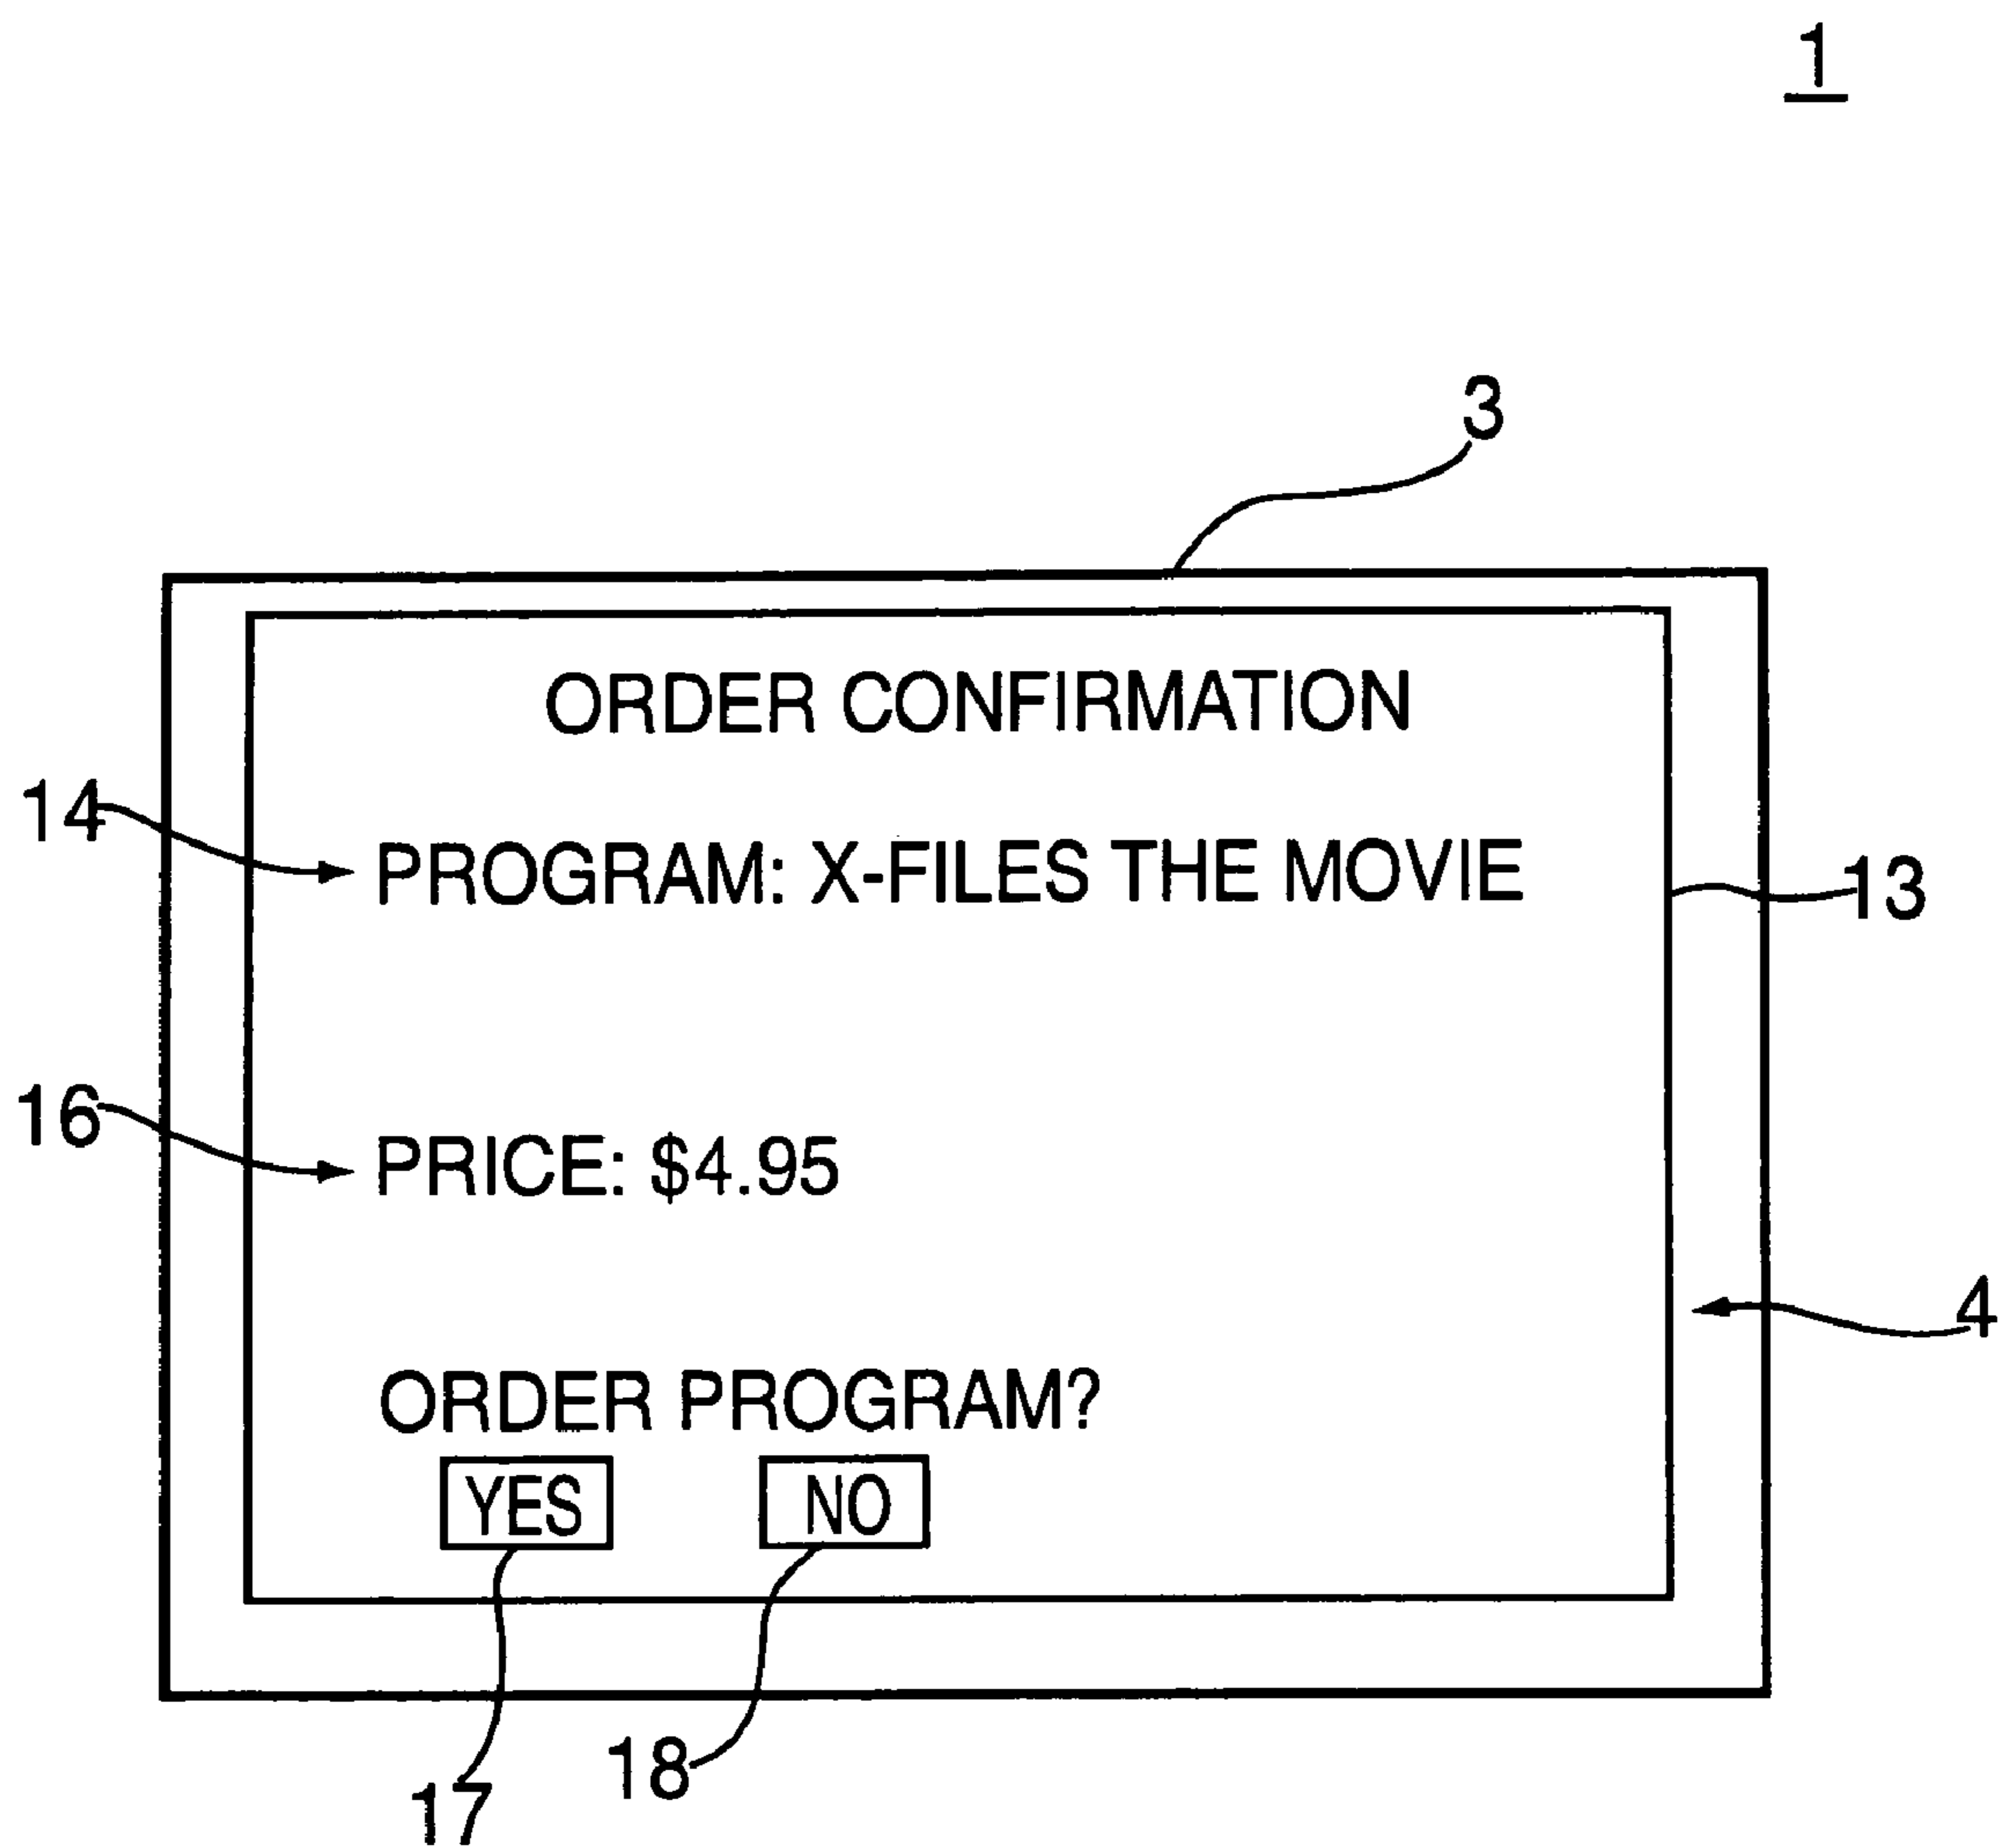 1
3
ORDER CONFIRMATION
14
PROGRAM: X-FILES THE MOVIE
13
16
PRICE: $4.95
4
ORDER PROGRAM?
YES NO
18
17